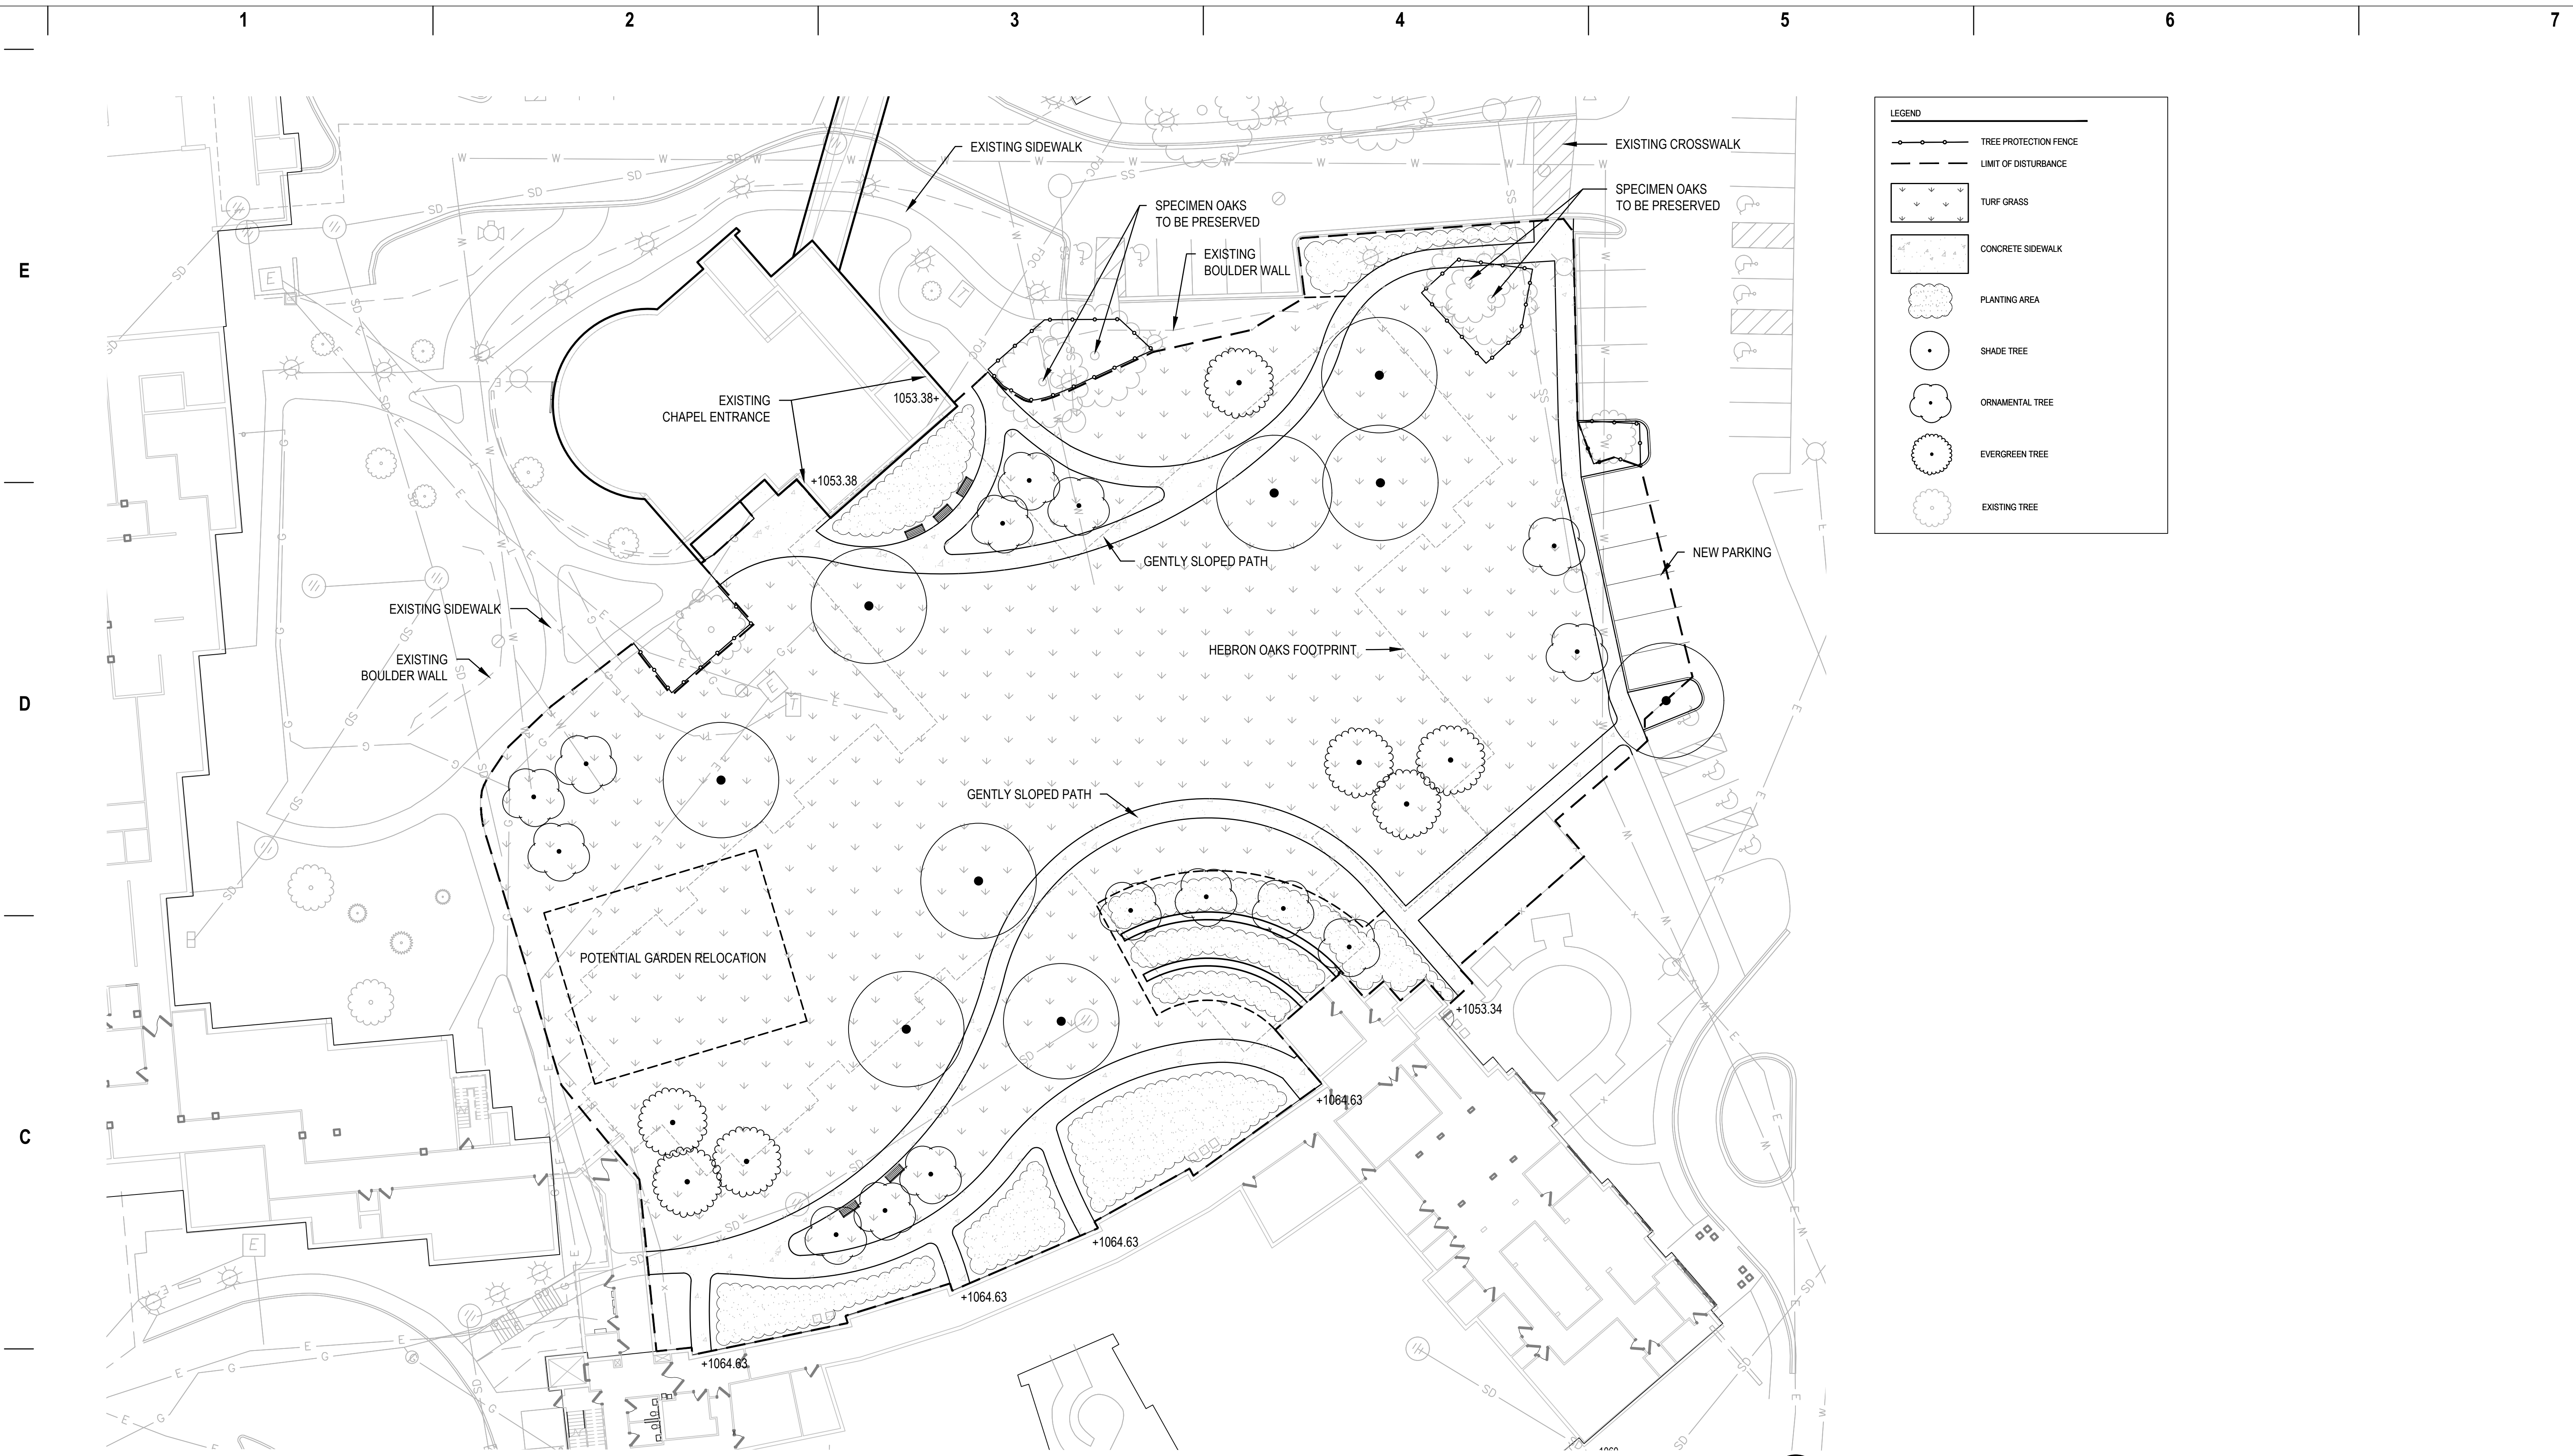 1 2 3 4 5 6 7
E
D
C
LEGEND
TREE PROTECTION FENCE
LIMIT OF DISTURBANCE
TURF GRASS
CONCRETE SIDEWALK
PLANTING AREA
SHADE TREE
ORNAMENTAL TREE
EVERGREEN TREE
EXISTING TREE
EXISTING SIDEWALK
EXISTING CROSSWALK
SPECIMEN OAKS
TO BE PRESERVED
SPECIMEN OAKS
TO BE PRESERVED
EXISTING
BOULDER WALL
EXISTING
CHAPEL ENTRANCE
1053.38+
+1053.38
GENTLY SLOPED PATH
NEW PARKING
EXISTING SIDEWALK
EXISTING
BOULDER WALL
HEBRON OAKS FOOTPRINT
GENTLY SLOPED PATH
POTENTIAL GARDEN RELOCATION
+1053.34
+1064.63
+1064.63
+1064.63
+1064.63